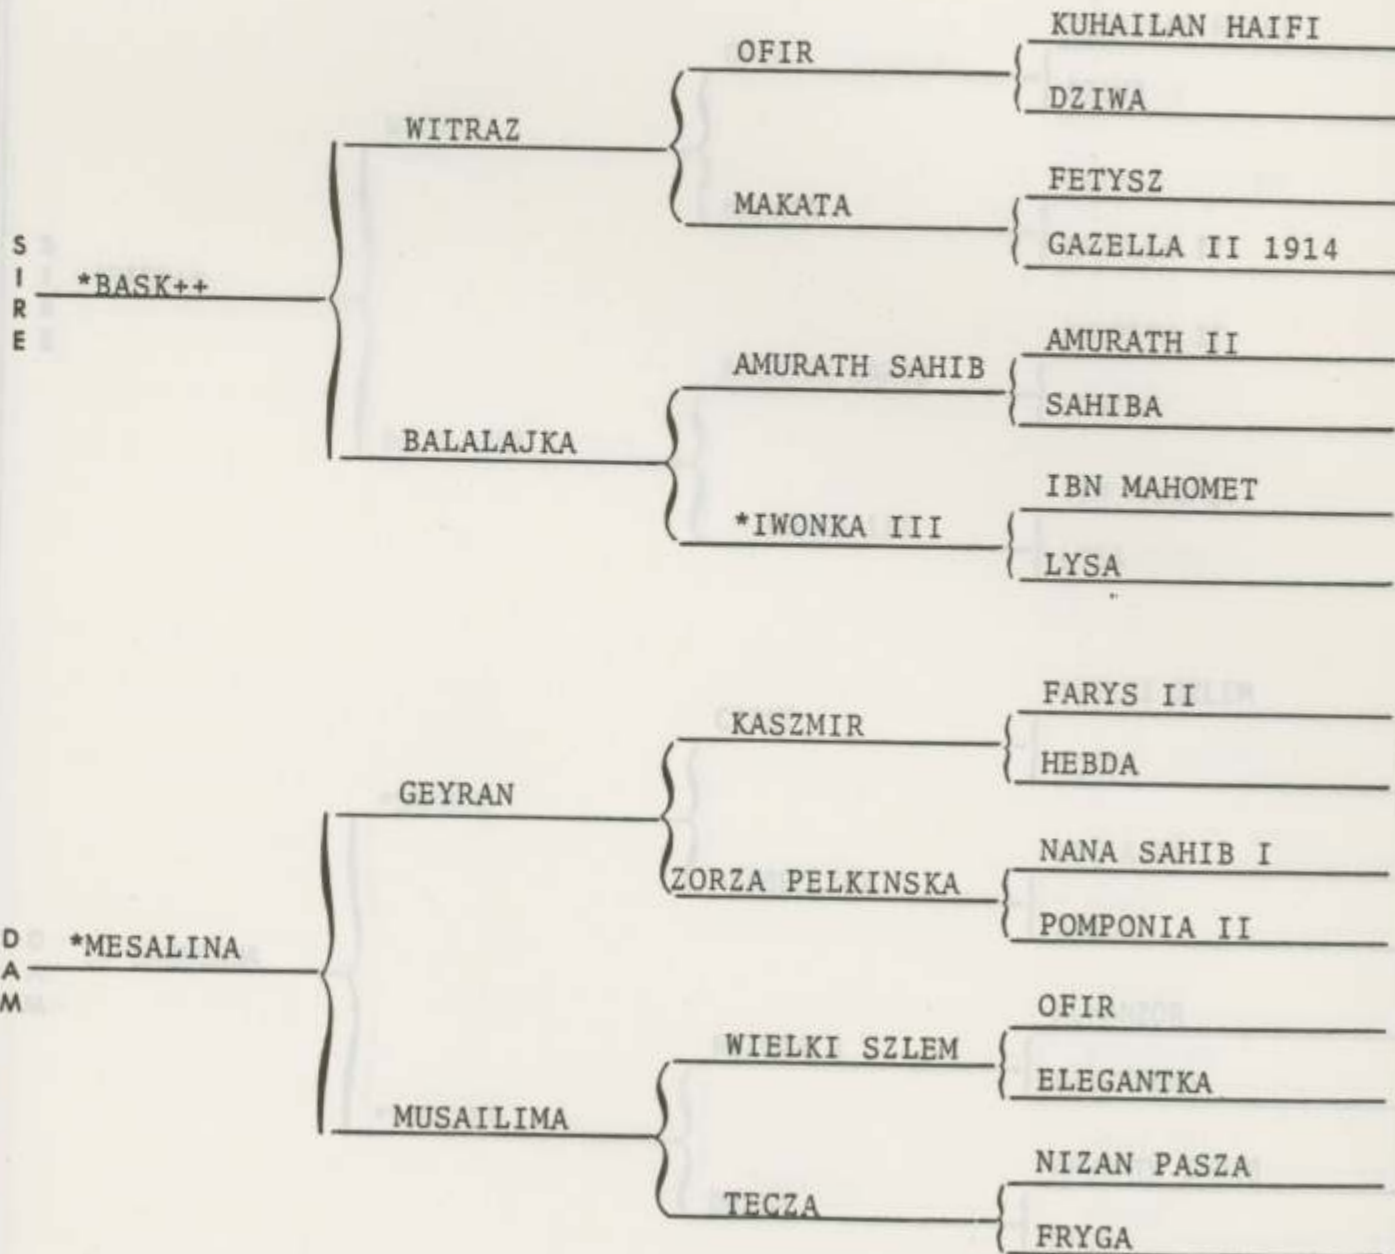 KUHAILAN HAIFI
OFIR
DZIWA
WITRAZ
FETYSZ
MAKATA
GAZELLA II 1914
SIRE
*BASK++
AMURATH II
AMURATH SAHIB
SAHIBA
BALALAJKA
IBN MAHOMET
*IWONKA III
LYSA
FARYS II
KASZMIR
HEBDA
GEYRAN
NANA SAHIB I
ZORZA PELKINSKA
POMPONIA II
DAM
*MESALINA
OFIR
WIELKI SZLEM
ELEGANTKA
MUSAILIMA
NIZAN PASZA
TECZA
FRYGA